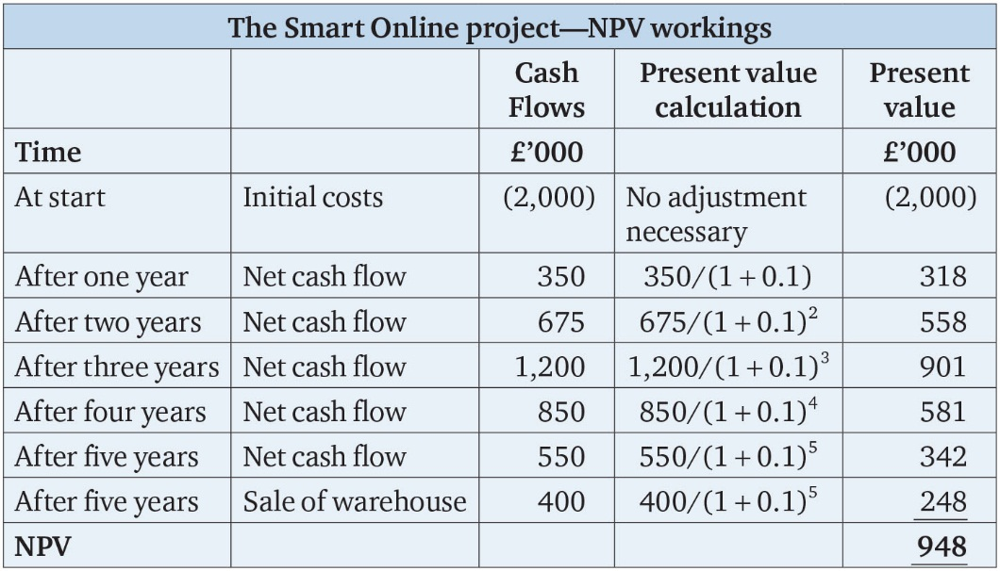 The Smart Online project—NPV workings
Cash Flows Present value calculation Present value
Time £’000 £’000
At start Initial costs (2,000) No adjustment necessary (2,000)
After one year Net cash flow 350 350/(1 + 0.1) 318
After two years Net cash flow 675 675/(1 + 0.1)² 558
After three years Net cash flow 1,200 1,200/(1 + 0.1)³ 901
After four years Net cash flow 850 850/(1 + 0.1)⁴ 581
After five years Net cash flow 550 550/(1 + 0.1)⁵ 342
After five years Sale of warehouse 400 400/(1 + 0.1)⁵ 248
NPV 948